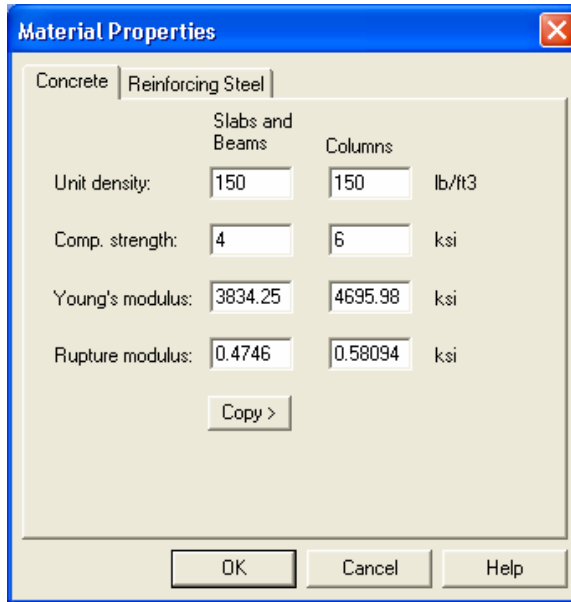 Material Properties
Concrete Reinforcing Steel
Slabs and
Beams Columns
Unit density: 150 150 lb/ft3
Comp. strength: 4 6 ksi
Young's modulus: 3834.25 4695.98 ksi
Rupture modulus: 0.4746 0.58094 ksi
Copy >
OK Cancel Help